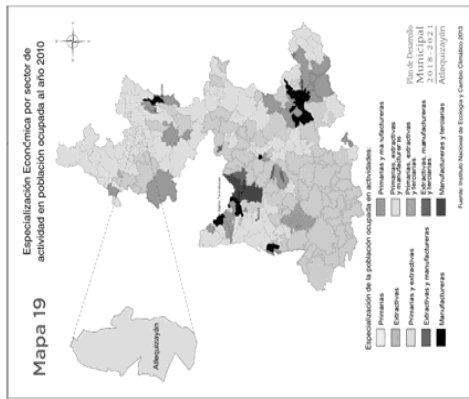 Mapa 19
Especialización Económica por sector de
actividad en población ocupada al año 2010
Atlequizayán
Especialización de la población ocupada en actividades:
Primarias
Extractivas
Primarias y extractivas
Extractivas y manufactureras
Manufactureras
Primarias y manufactureras
Primarias, extractivas
y manufactureras
Primarias, extractivas
y terciarias
Extractivas, manufactureras
y terciarias
Manufactureras y terciarias
Plan de Desarrollo
Municipal
2018-2021
Atlequizayán
Fuente: Instituto Nacional de Ecología y Cambio Climático 2013